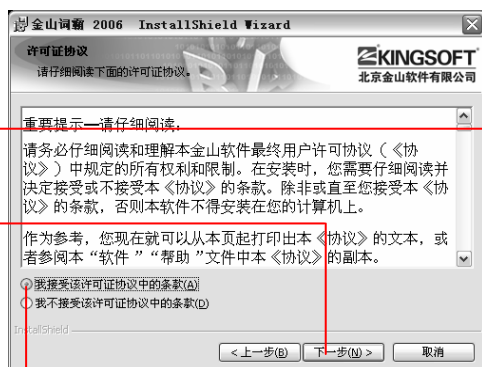 金山词霸 2006 InstallShield Wizard
许可证协议
请仔细阅读下面的许可证协议。
KINGSOFT
北京金山软件有限公司
重要提示—请仔细阅读：
请务必仔细阅读和理解本金山软件最终用户许可协议（《协
议》）中规定的所有权利和限制。在安装时，您需要仔细阅读并
决定接受或不接受本《协议》的条款。除非或直至您接受本《协
议》的条款，否则本软件不得安装在您的计算机上。
作为参考，您现在就可以从本页起打印出本《协议》的文本，或
者参阅本“软件 ”“帮助 ”文件中本《协议》的副本。
我接受该许可证协议中的条款(A)
我不接受该许可证协议中的条款(D)
InstallShield
<上一步(B) 下一步(N) > 取消